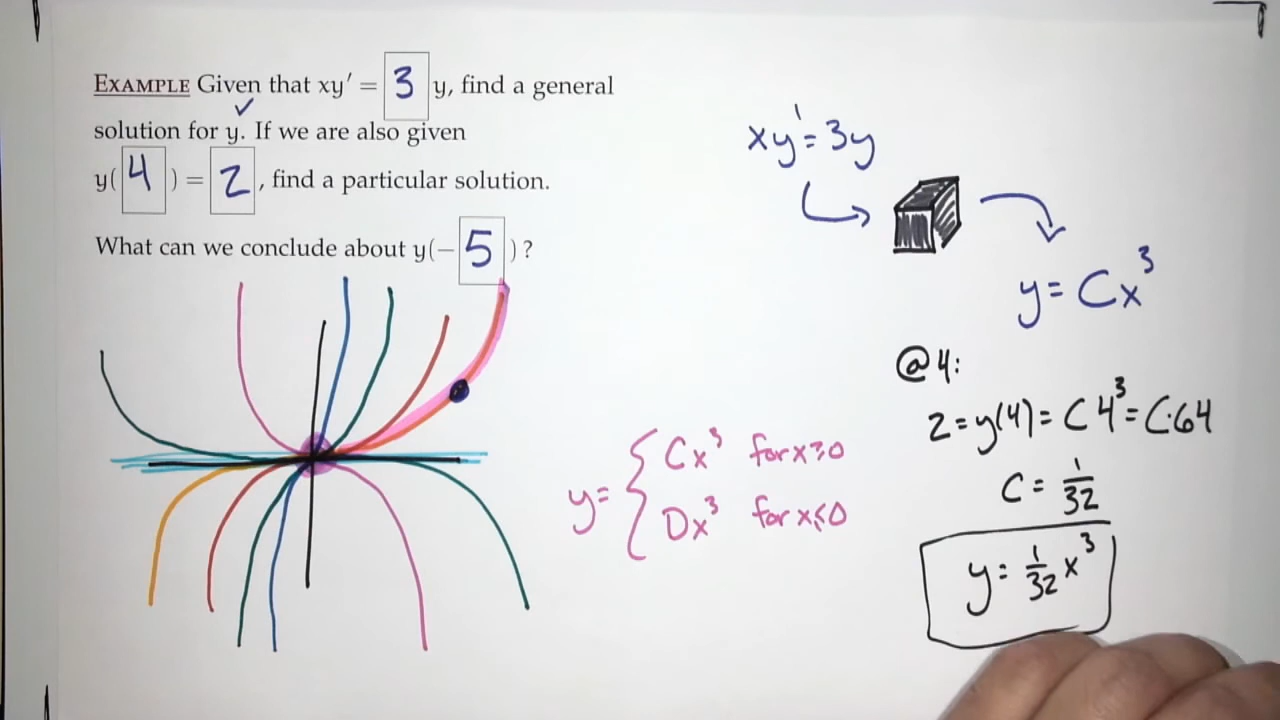 EXAMPLE Given that xy′ = 3 y, find a general
solution for y. If we are also given
y( 4 ) = 2 , find a particular solution.
What can we conclude about y(− 5 ) ?
xy' = 3y
y = Cx³
@4:
2 = y(4) = C 4³ = C·64
C = 1/32
y = 1/32 x³
y = { Cx³ for x≥0
Dx³ for x≤0